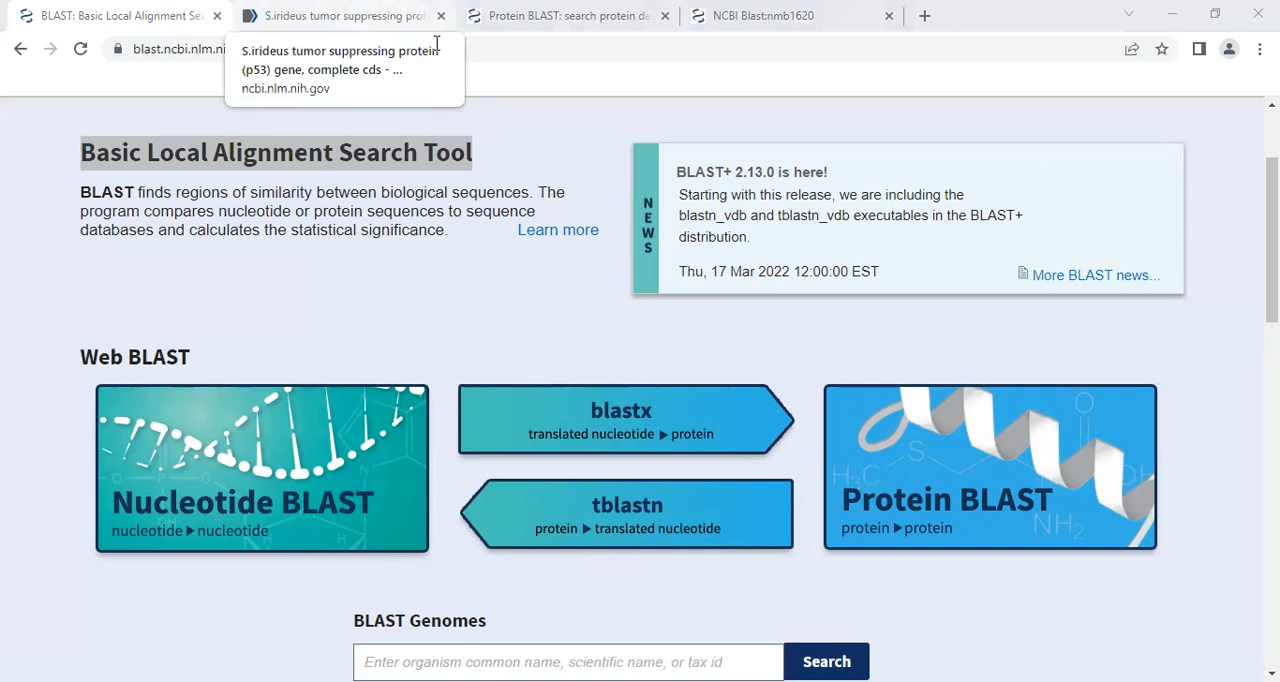 BLAST: Basic Local Alignment Sea
S.irideus tumor suppressing prot
Protein BLAST: search protein da
NCBI Blast:nmb1620
blast.ncbi.nlm.ni
S.irideus tumor suppressing protein
(p53) gene, complete cds - ...
ncbi.nlm.nih.gov
Basic Local Alignment Search Tool
BLAST finds regions of similarity between biological sequences. The
program compares nucleotide or protein sequences to sequence
databases and calculates the statistical significance. Learn more
NEWS
BLAST+ 2.13.0 is here!
Starting with this release, we are including the
blastn_vdb and tblastn_vdb executables in the BLAST+
distribution.
Thu, 17 Mar 2022 12:00:00 EST
More BLAST news...
Web BLAST
Nucleotide BLAST
nucleotide ▶ nucleotide
blastx
translated nucleotide ▶ protein
tblastn
protein ▶ translated nucleotide
H₃C
S
O
OH
NH₂
Protein BLAST
protein ▶ protein
BLAST Genomes
Enter organism common name, scientific name, or tax id
Search